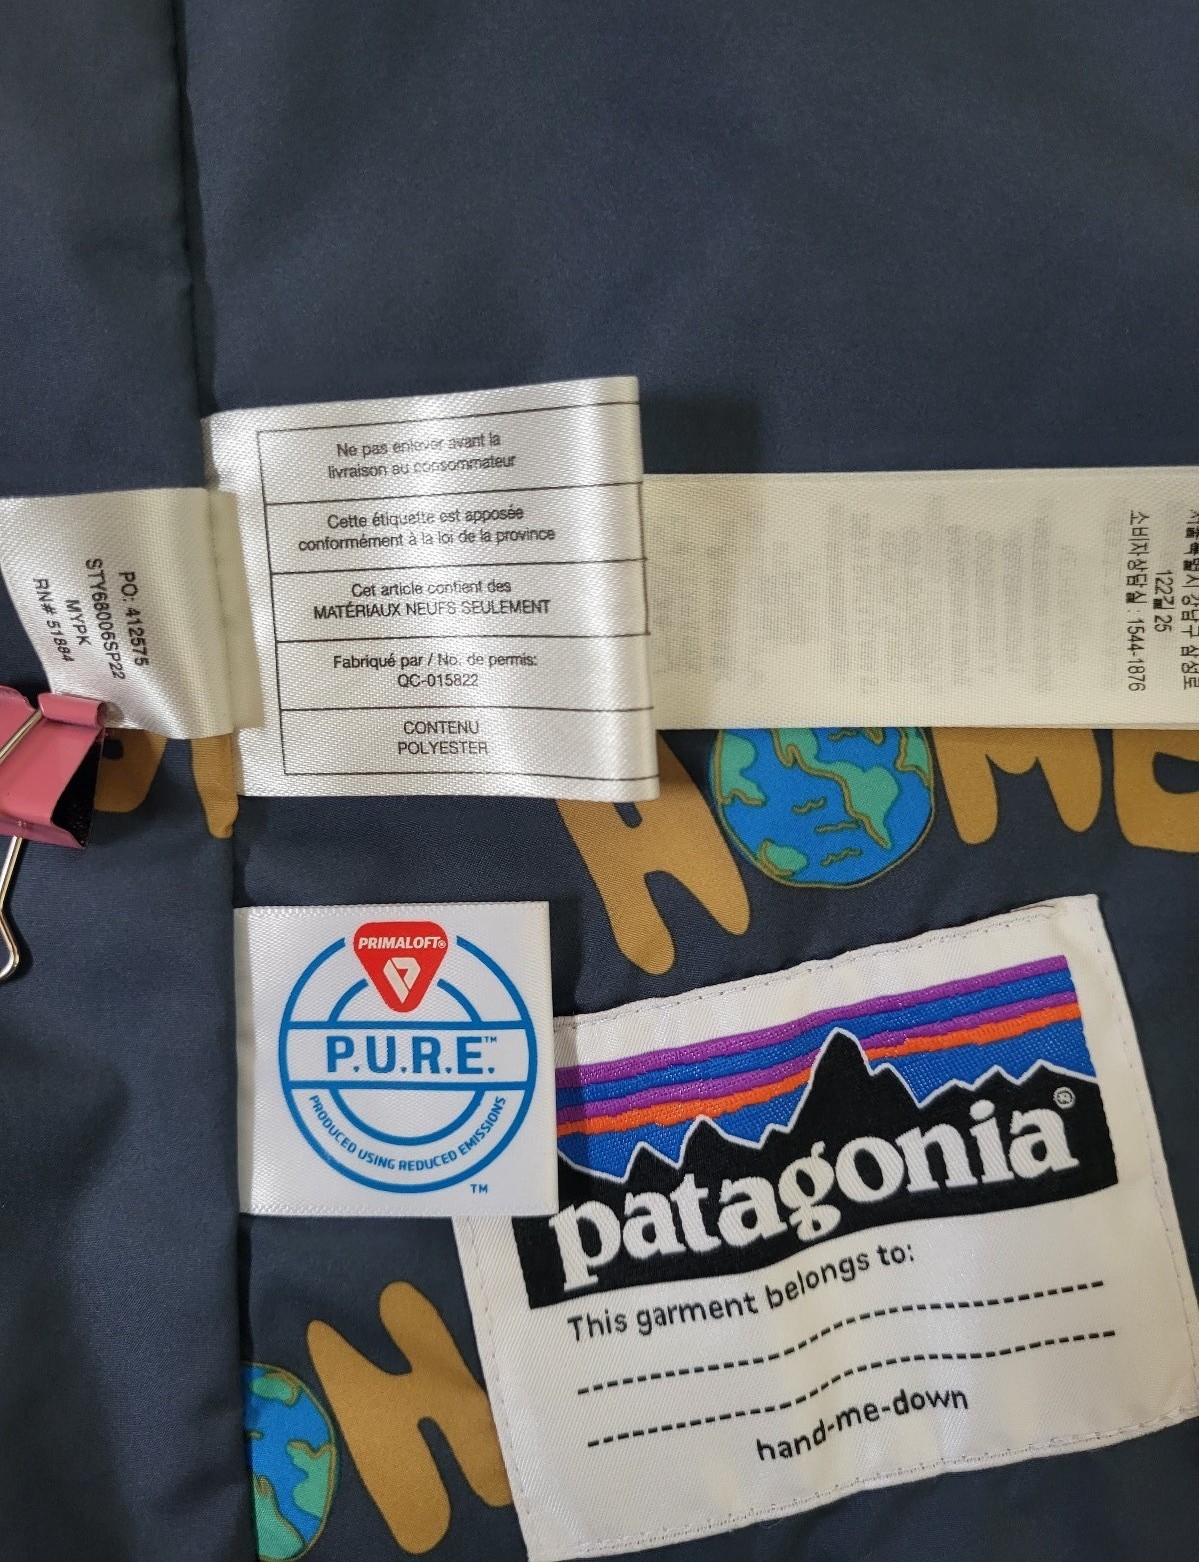 Ne pas enlever avant la
livraison au consommateur
Cette étiquette est apposée
conformément à la loi de la province
Cet article contient des
MATÉRIAUX NEUFS SEULEMENT
Fabriqué par / No. de permis:
QC-015822
CONTENU
POLYESTER
PO: 412575
STY68006SP22
MYPK
RN# 51884
122길 25
소비자상담실 : 1544-1876
HOME
PRIMALOFT®
P.U.R.E.™
PRODUCED USING REDUCED EMISSIONS
TM
patagonia®
This garment belongs to:
hand-me-down